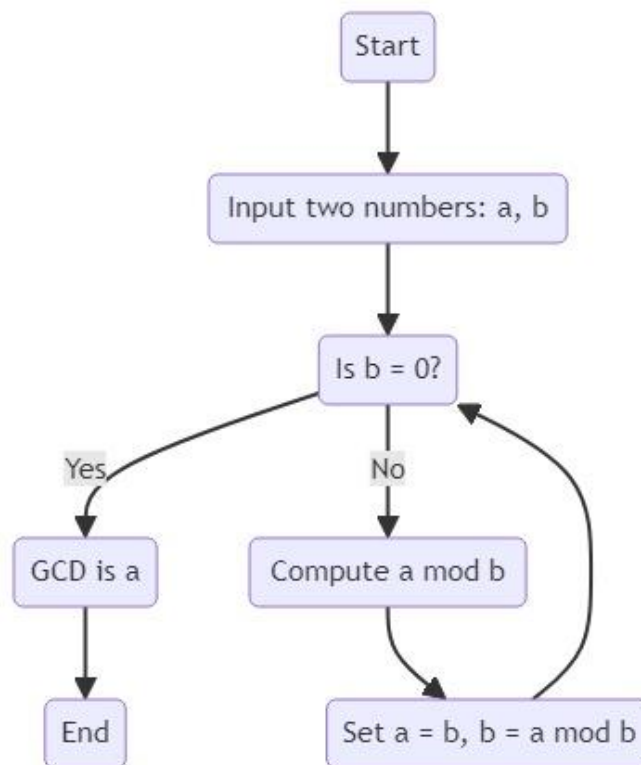 Start
Input two numbers: a, b
Is b = 0?
Yes
No
GCD is a
Compute a mod b
End
Set a = b, b = a mod b